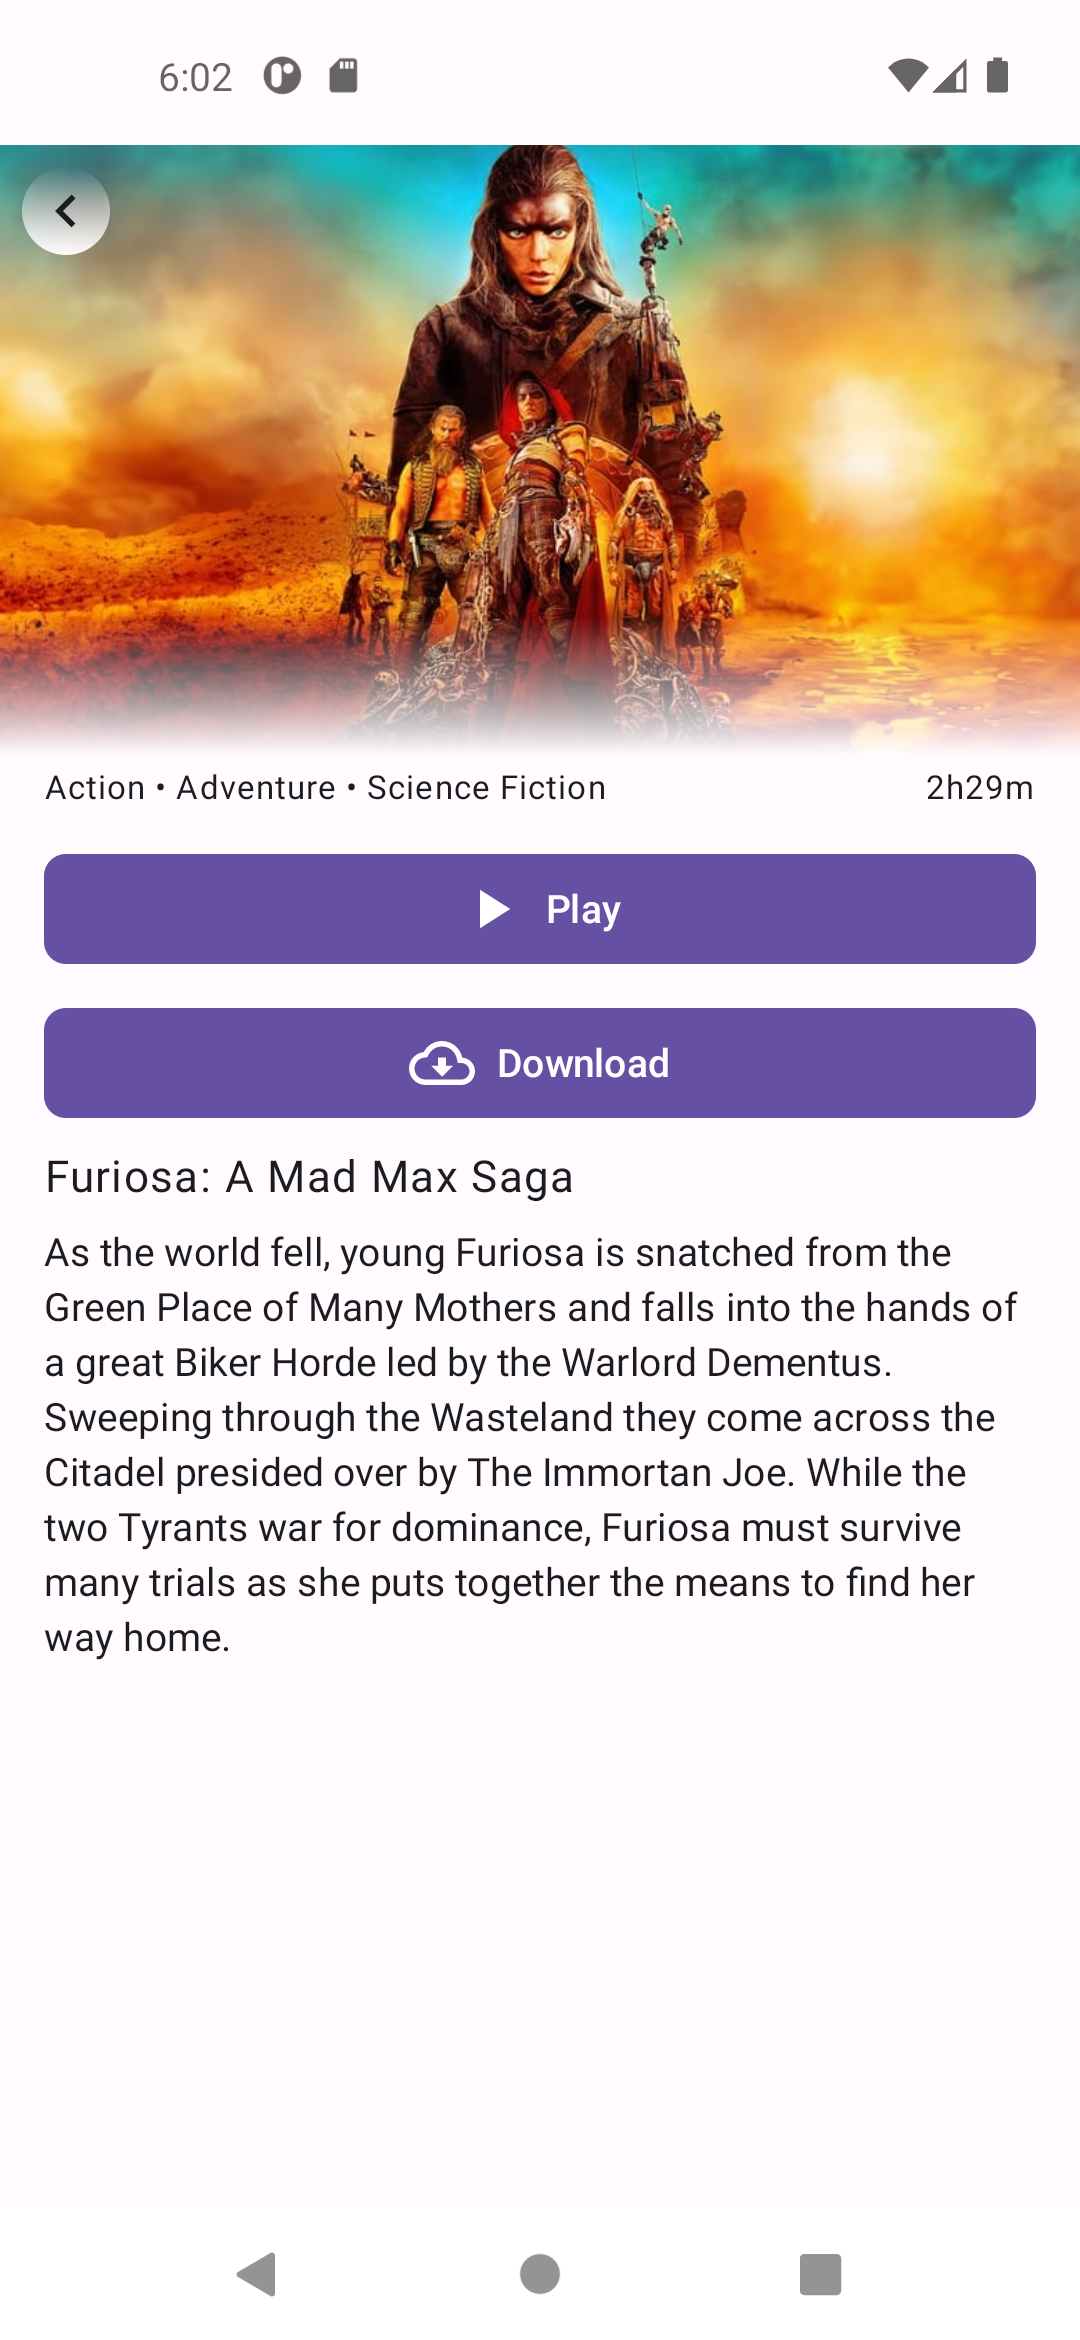 6:02
Action • Adventure • Science Fiction
2h29m
Play
Download
Furiosa: A Mad Max Saga
As the world fell, young Furiosa is snatched from the
Green Place of Many Mothers and falls into the hands of
a great Biker Horde led by the Warlord Dementus.
Sweeping through the Wasteland they come across the
Citadel presided over by The Immortan Joe. While the
two Tyrants war for dominance, Furiosa must survive
many trials as she puts together the means to find her
way home.